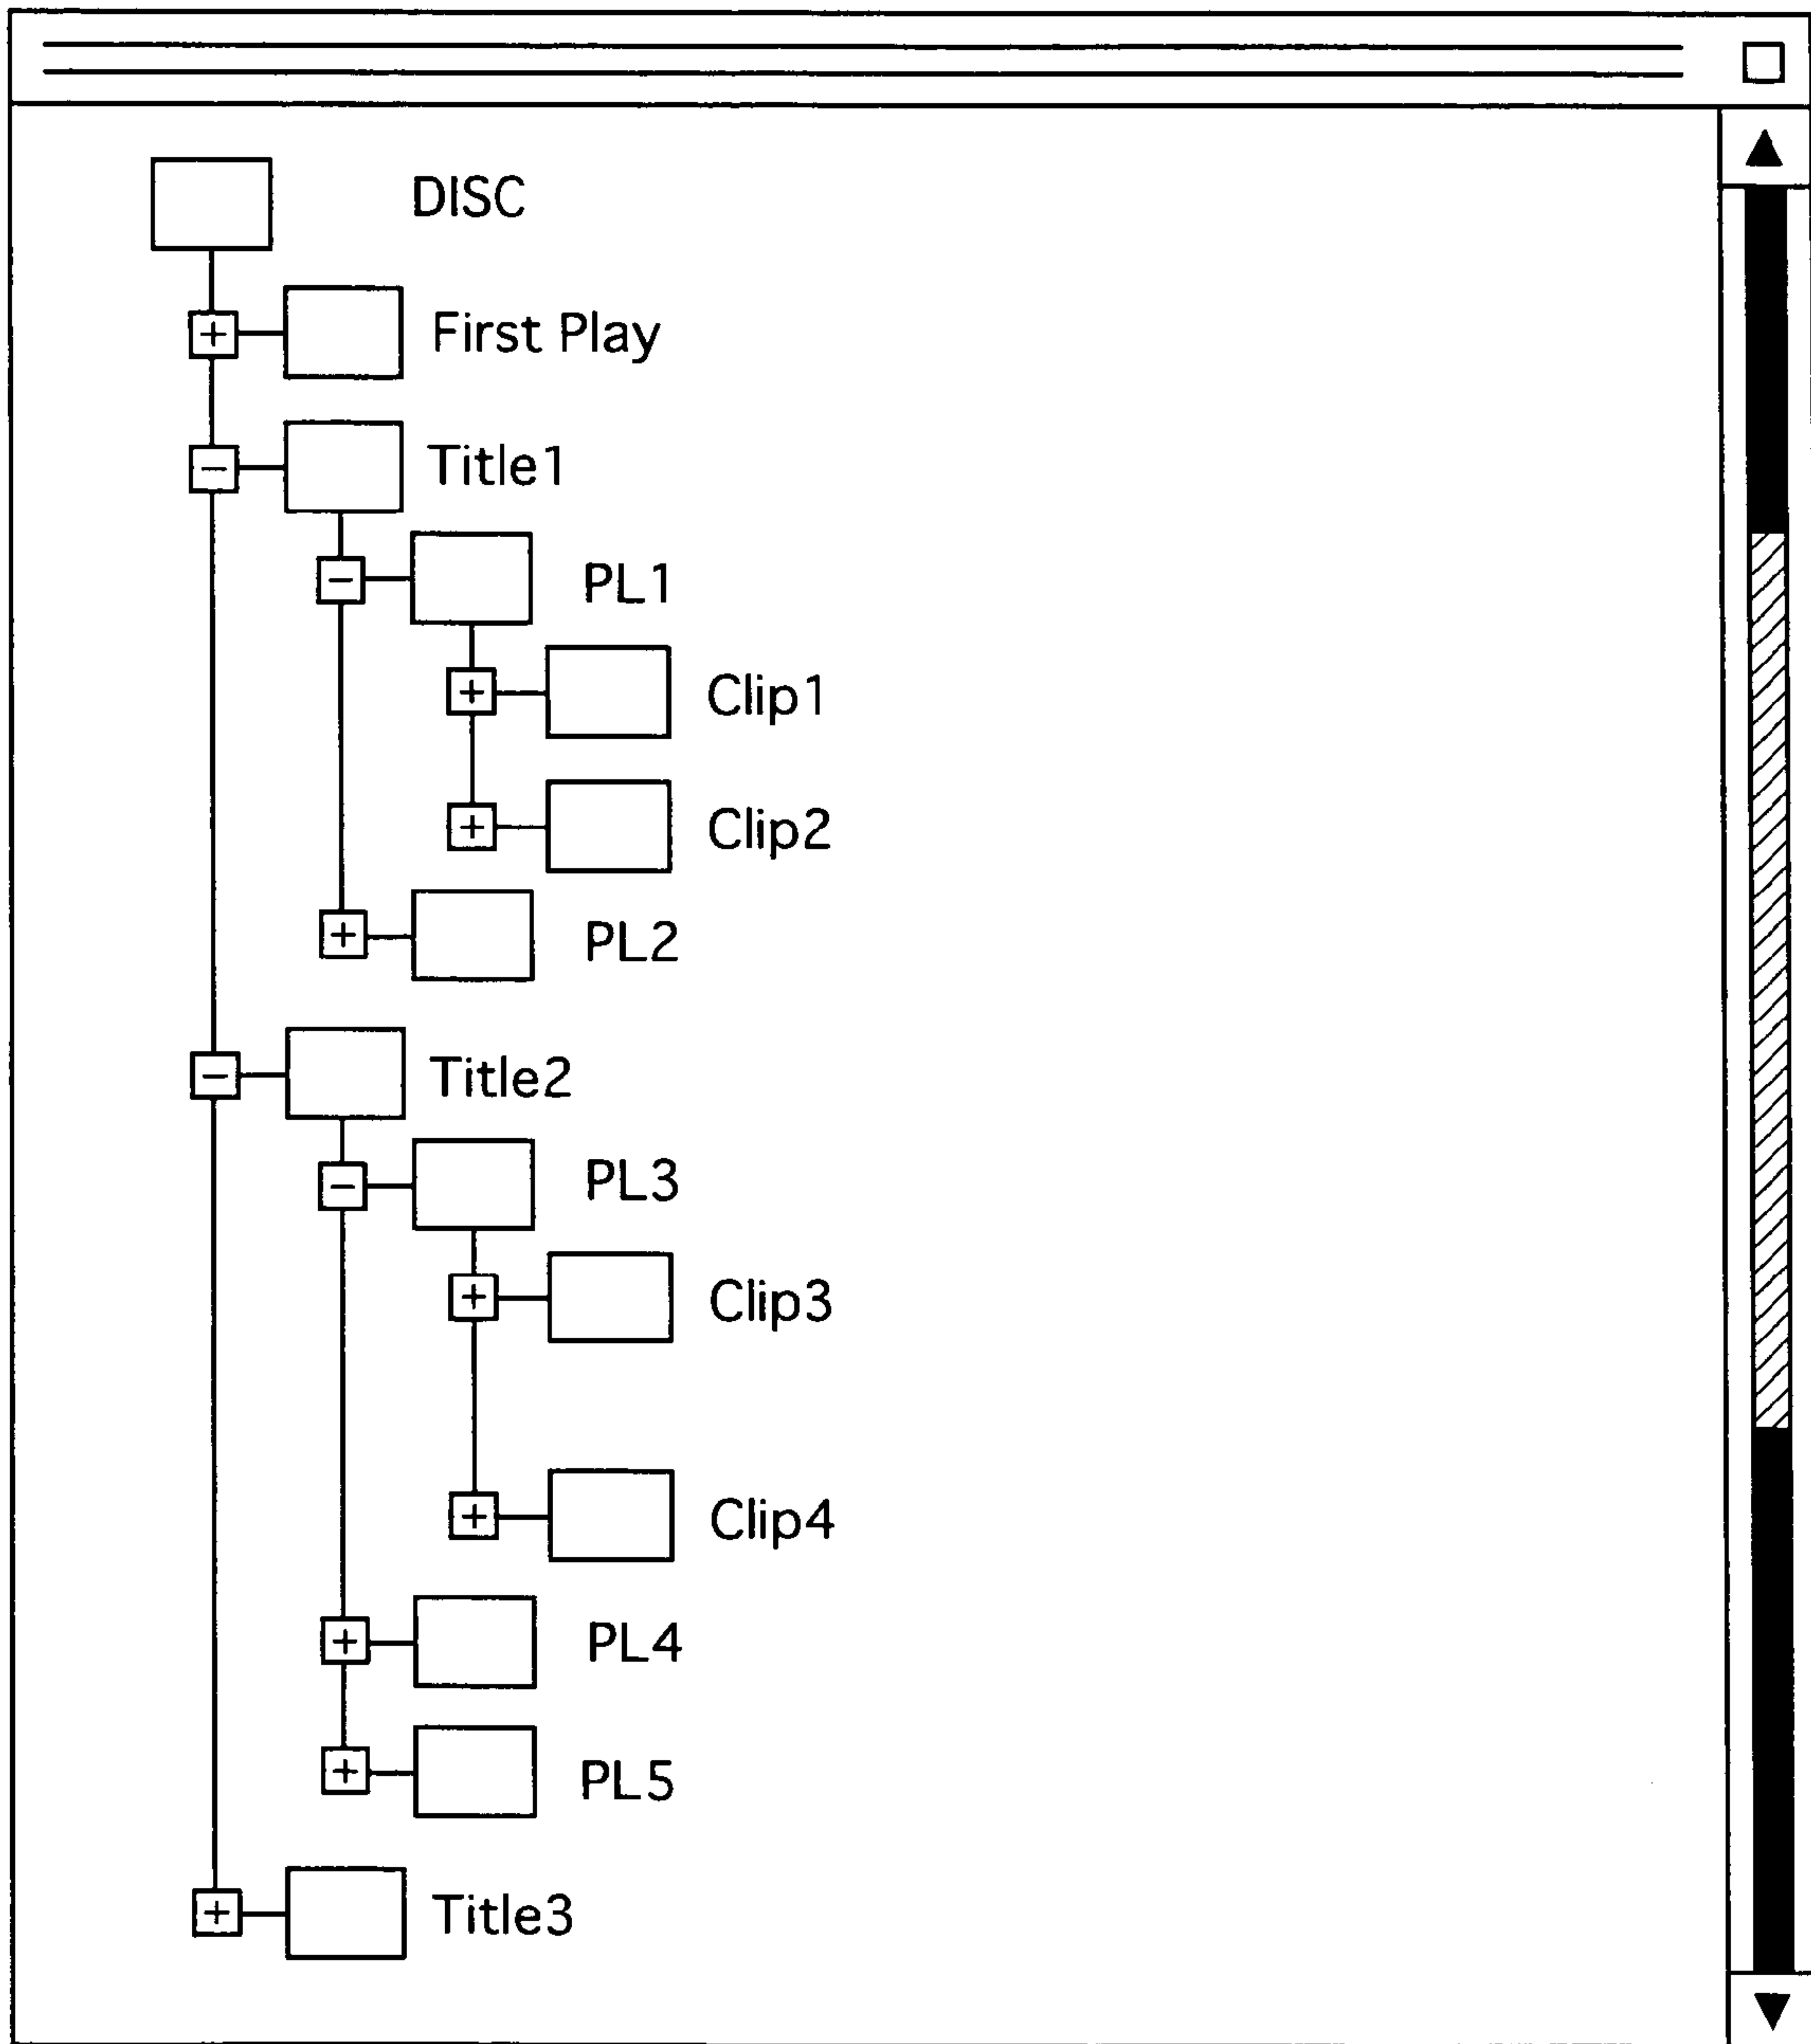 DISC
+ First Play
− Title1
− PL1
+ Clip1
+ Clip2
+ PL2
− Title2
− PL3
+ Clip3
+ Clip4
+ PL4
+ PL5
+ Title3